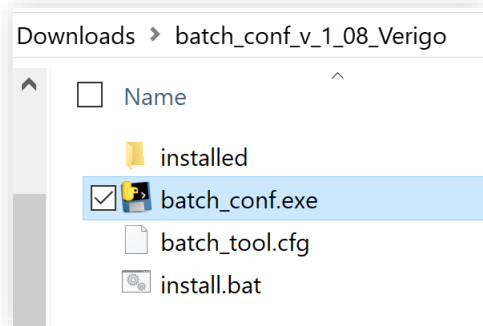 Downloads > batch_conf_v_1_08_Verigo
Name
installed
batch_conf.exe
batch_tool.cfg
install.bat